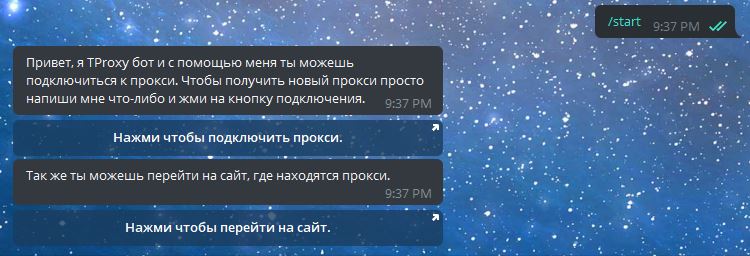 /start 9:37 PM
Привет, я TProxy бот и с помощью меня ты можешь
подключиться к прокси. Чтобы получить новый прокси просто
напиши мне что-либо и жми на кнопку подключения. 9:37 PM
Нажми чтобы подключить прокси.
Так же ты можешь перейти на сайт, где находятся прокси.
9:37 PM
Нажми чтобы перейти на сайт.